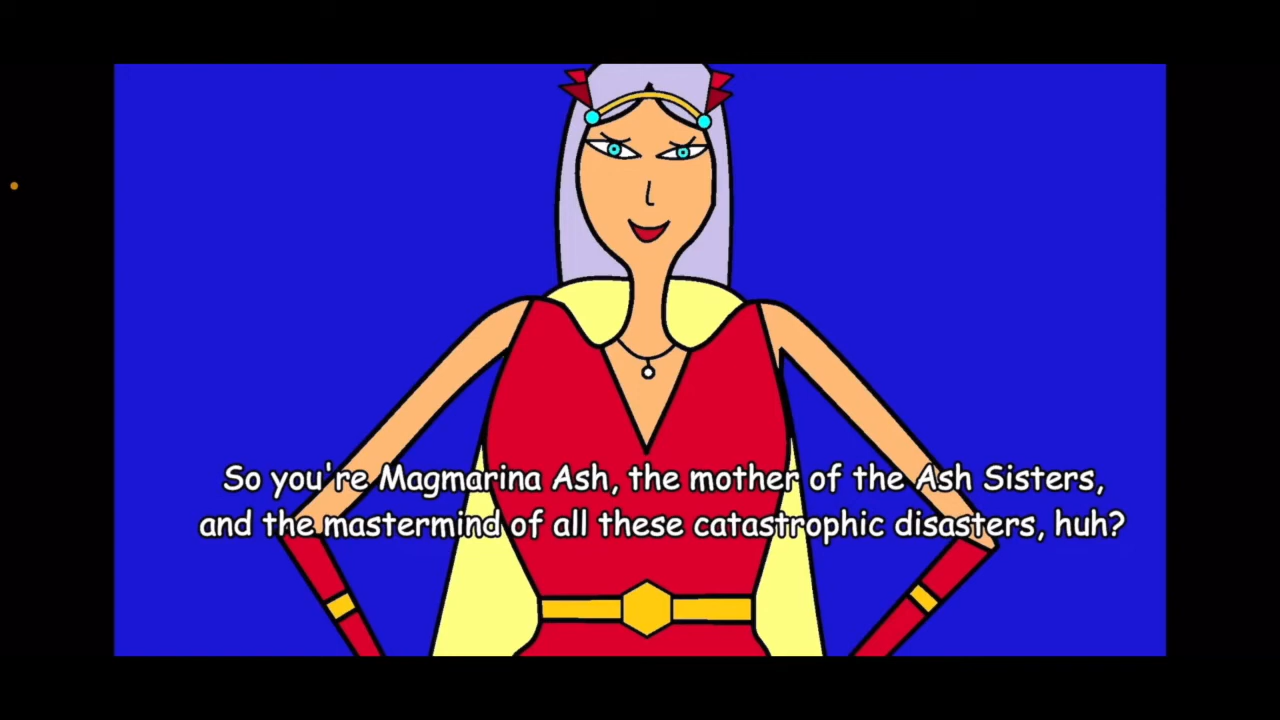 So you're Magmarina Ash, the mother of the Ash Sisters,
and the mastermind of all these catastrophic disasters, huh?